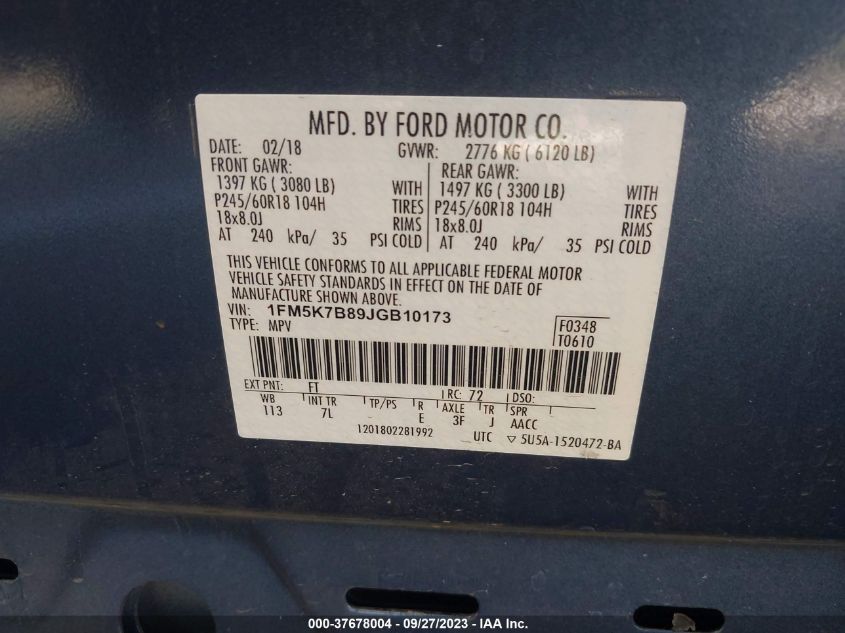 MFD. BY FORD MOTOR CO.
DATE: 02/18 GVWR: 2776 KG ( 6120 LB)
FRONT GAWR: REAR GAWR:
1397 KG ( 3080 LB) WITH 1497 KG ( 3300 LB) WITH
P245/60R18 104H TIRES P245/60R18 104H TIRES
18x8.0J RIMS 18x8.0J RIMS
AT 240 kPa/ 35 PSI COLD AT 240 kPa/ 35 PSI COLD
THIS VEHICLE CONFORMS TO ALL APPLICABLE FEDERAL MOTOR
VEHICLE SAFETY STANDARDS IN EFFECT ON THE DATE OF
MANUFACTURE SHOWN ABOVE.
VIN: 1FM5K7B89JGB10173
TYPE: MPV F0348
T0610
EXT PNT: FT RC: 72 DSO:
WB INT TR TP/PS R AXLE TR SPR
113 7L E 3F J AACC
1201802281992 UTC ▽ 5U5A-1520472-BA
000-37678004 - 09/27/2023 - IAA Inc.